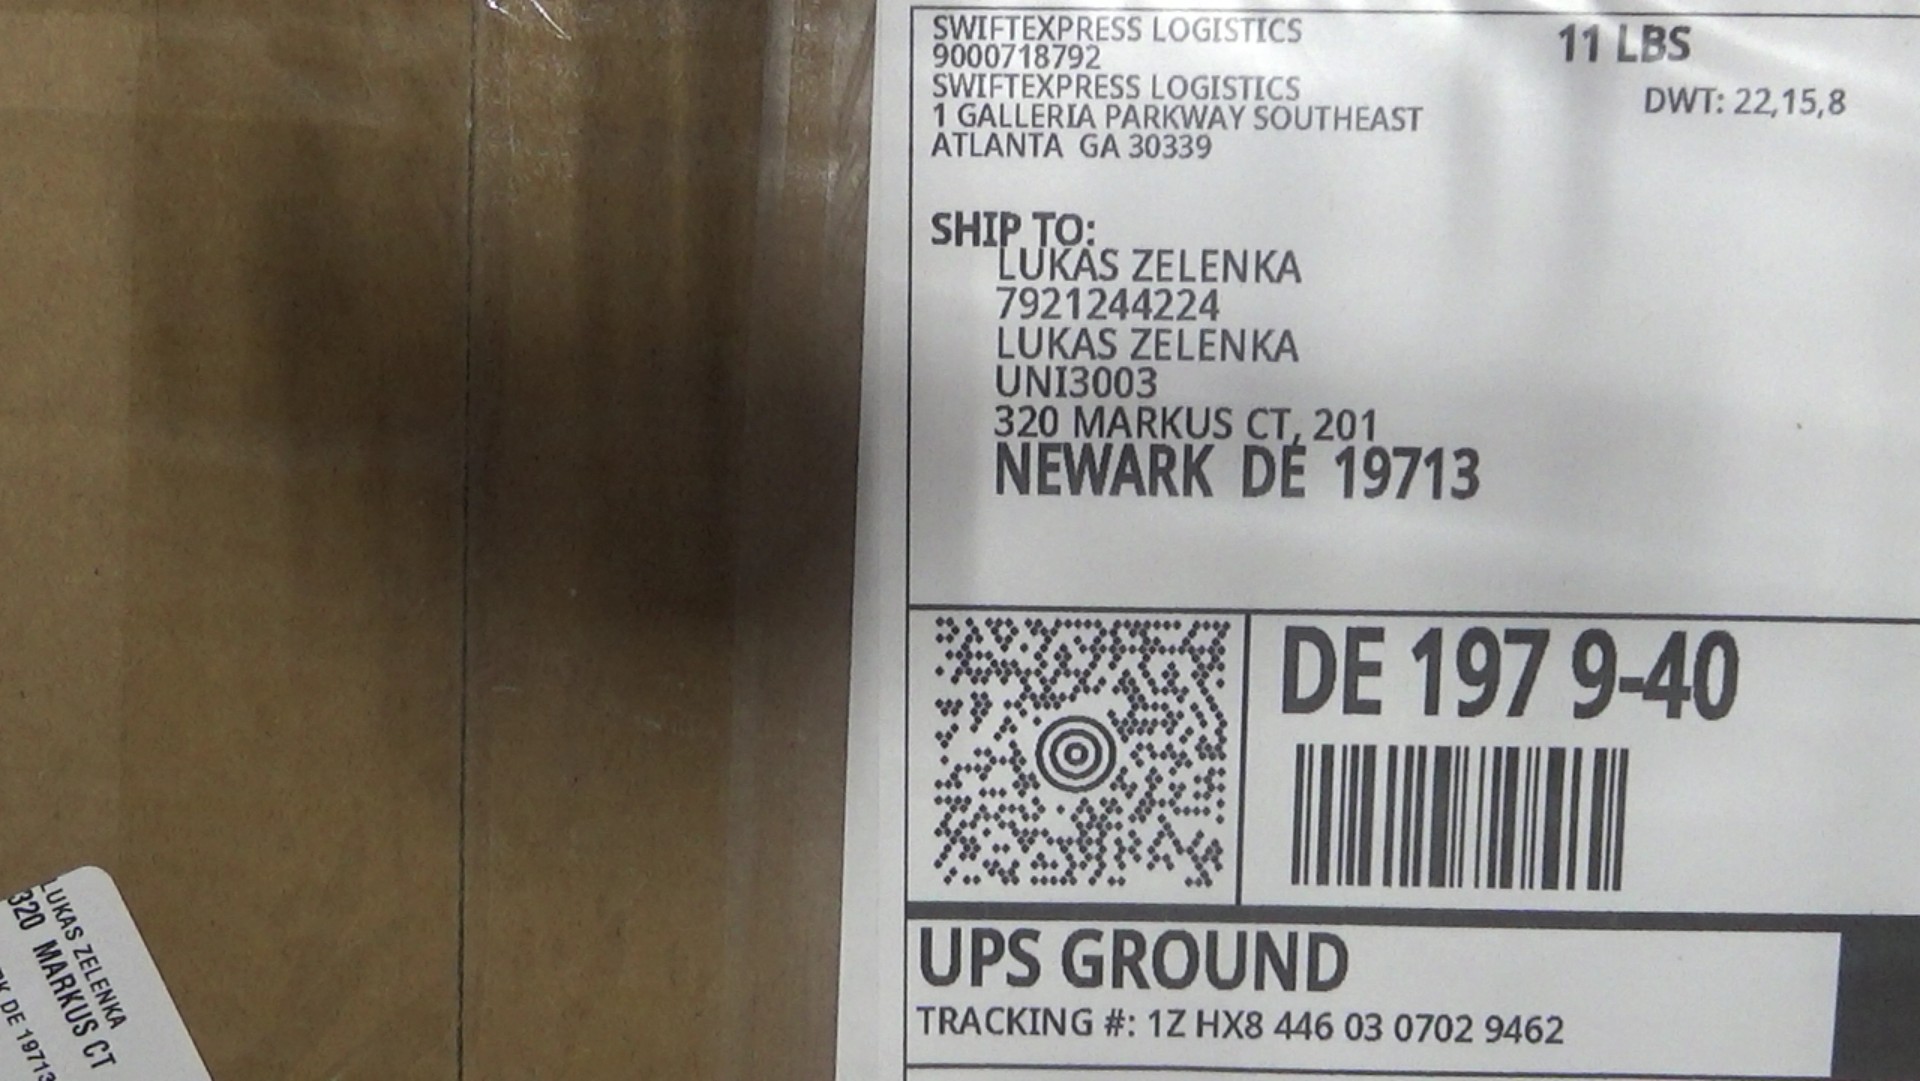 SWIFTEXPRESS LOGISTICS
9000718792
SWIFTEXPRESS LOGISTICS
1 GALLERIA PARKWAY SOUTHEAST
ATLANTA GA 30339
11 LBS
DWT: 22,15,8
SHIP TO:
LUKAS ZELENKA
7921244224
LUKAS ZELENKA
UNI3003
320 MARKUS CT, 201
NEWARK DE 19713
DE 197 9-40
UPS GROUND
TRACKING #: 1Z HX8 446 03 0702 9462
LUKAS ZELENKA
320 MARKUS CT
DE 19713